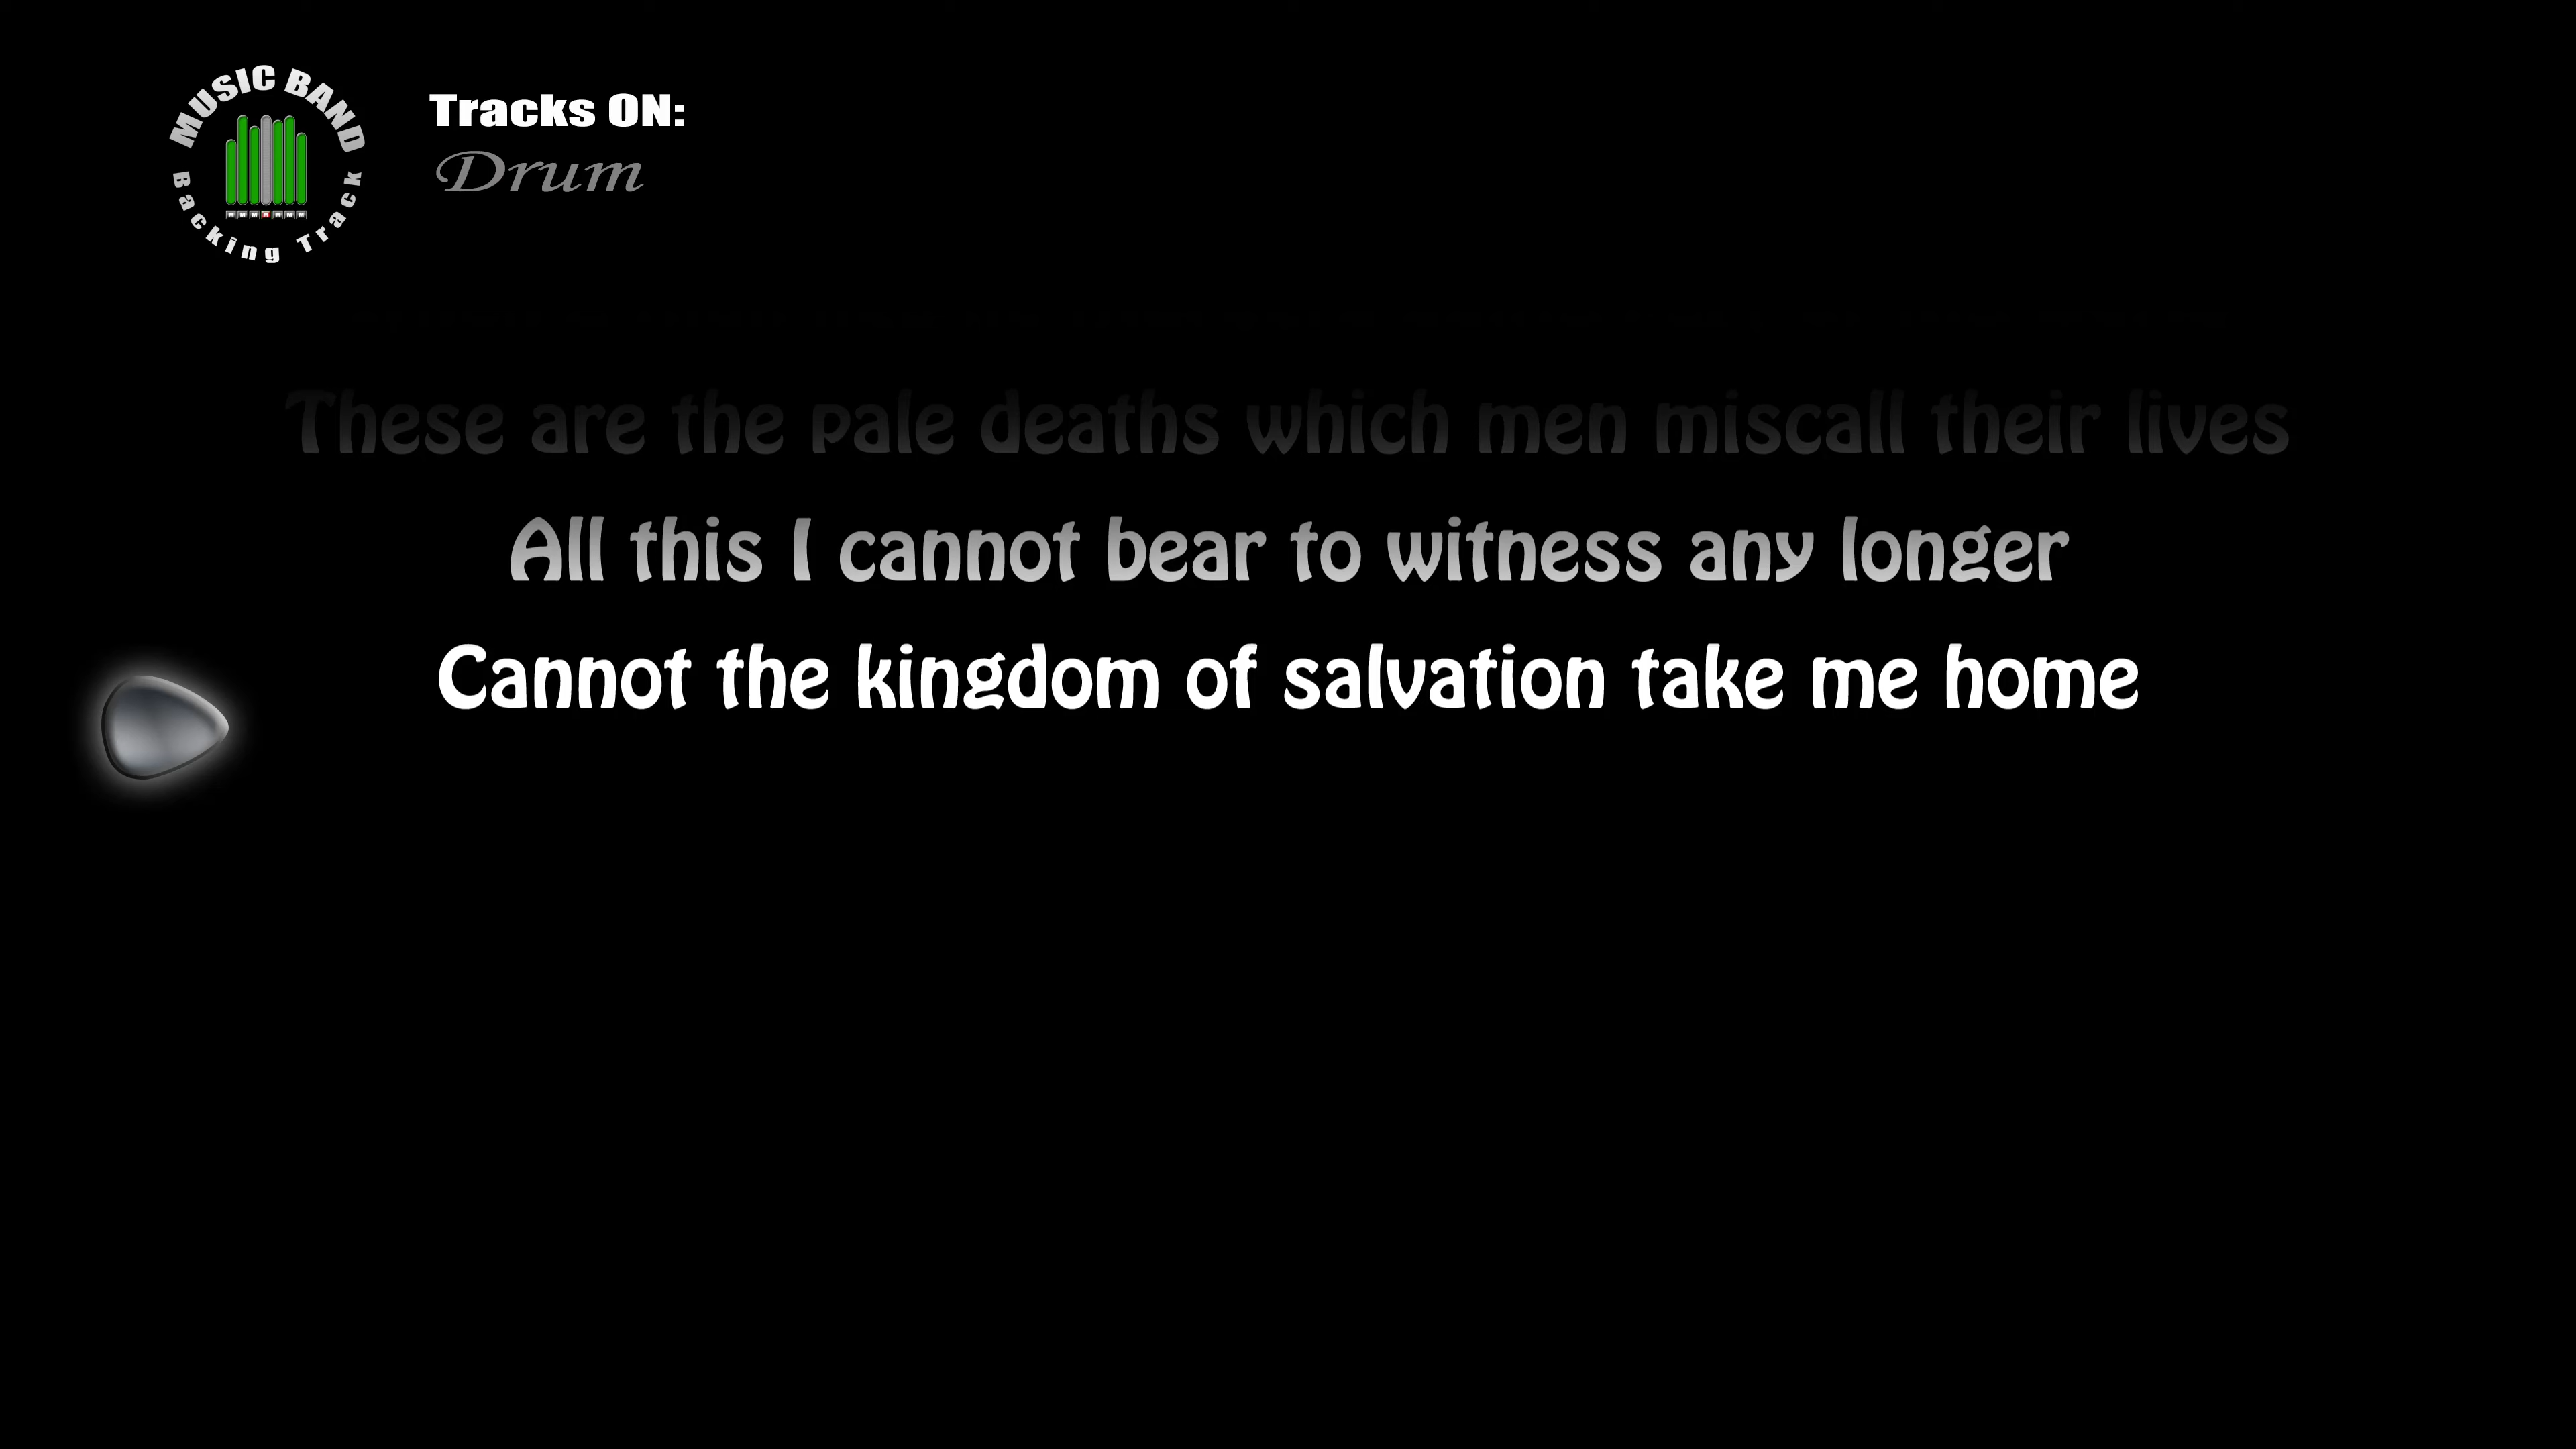 MUSIC BAND
Backing Track
Tracks ON:
Drum
These are the pale deaths which men miscall their lives
All this I cannot bear to witness any longer
Cannot the kingdom of salvation take me home